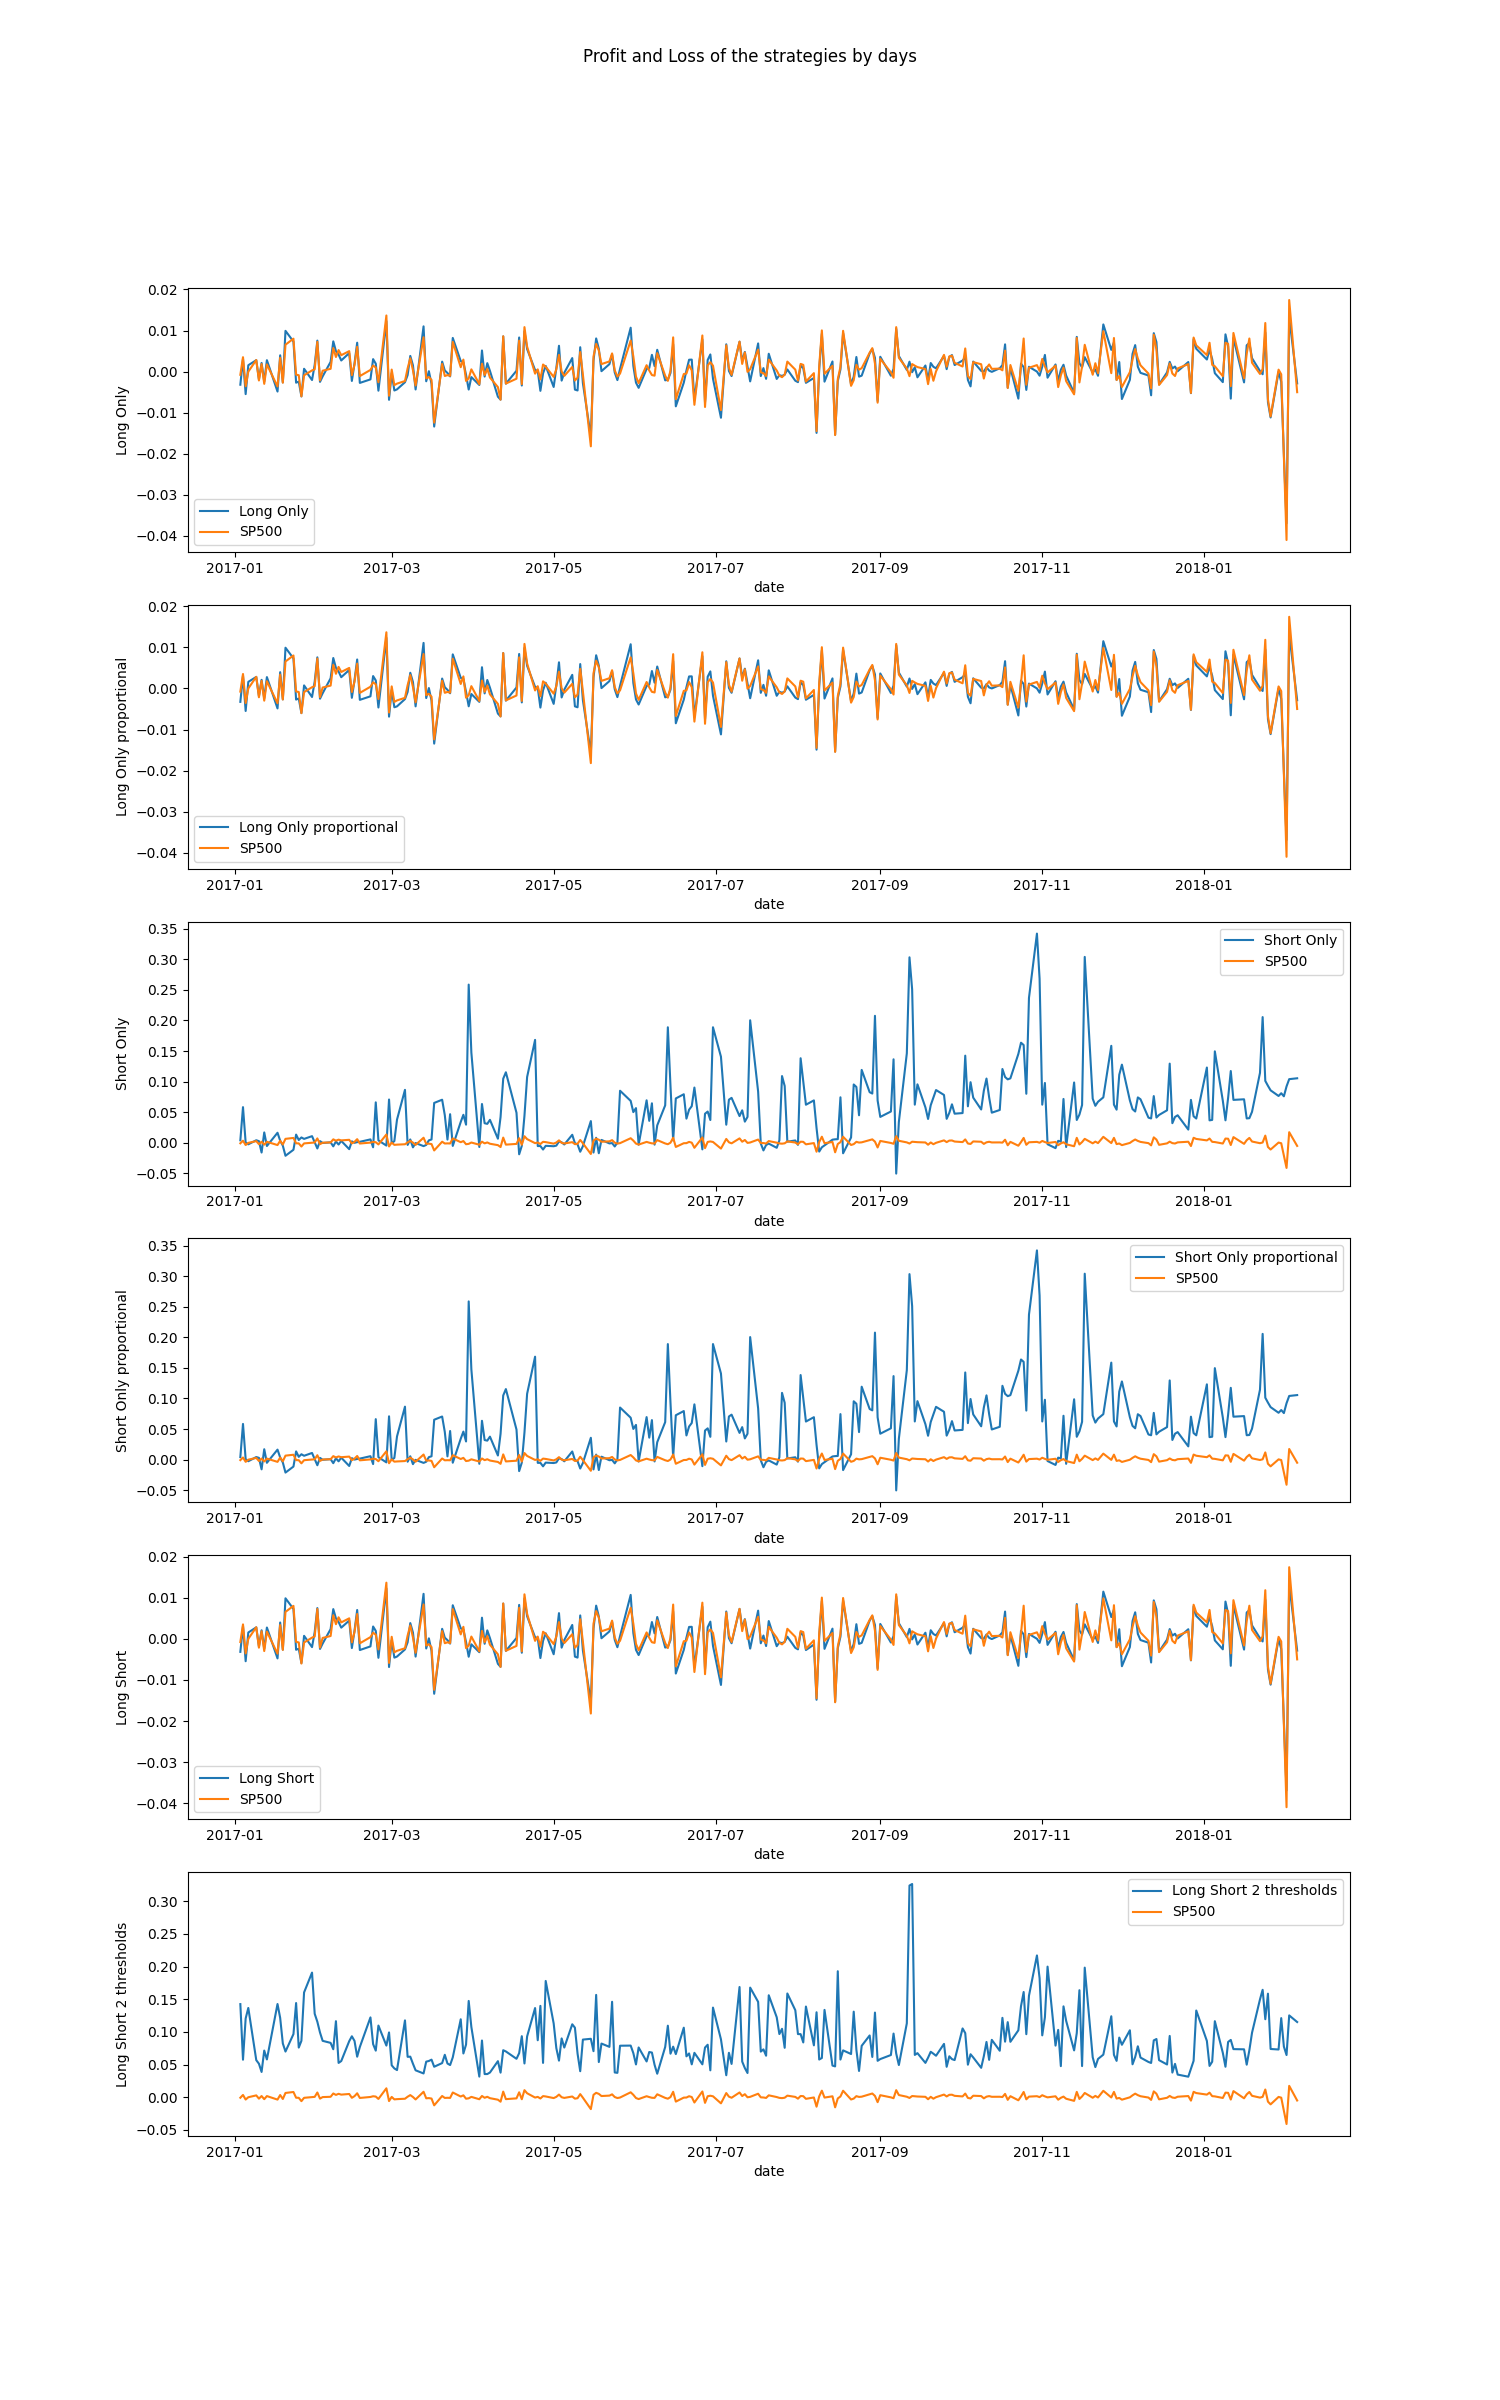 Profit and Loss of the strategies by days
0.02
0.01
0.00
−0.01
−0.02
−0.03
−0.04
Long Only
Long Only
SP500
2017-01 2017-03 2017-05 2017-07 2017-09 2017-11 2018-01
date
0.02
0.01
0.00
−0.01
−0.02
−0.03
−0.04
Long Only proportional
Long Only proportional
SP500
2017-01 2017-03 2017-05 2017-07 2017-09 2017-11 2018-01
date
0.35
0.30
0.25
0.20
0.15
0.10
0.05
0.00
−0.05
Short Only
Short Only
SP500
2017-01 2017-03 2017-05 2017-07 2017-09 2017-11 2018-01
date
0.35
0.30
0.25
0.20
0.15
0.10
0.05
0.00
−0.05
Short Only proportional
Short Only proportional
SP500
2017-01 2017-03 2017-05 2017-07 2017-09 2017-11 2018-01
date
0.02
0.01
0.00
−0.01
−0.02
−0.03
−0.04
Long Short
Long Short
SP500
2017-01 2017-03 2017-05 2017-07 2017-09 2017-11 2018-01
date
0.30
0.25
0.20
0.15
0.10
0.05
0.00
−0.05
Long Short 2 thresholds
Long Short 2 thresholds
SP500
2017-01 2017-03 2017-05 2017-07 2017-09 2017-11 2018-01
date